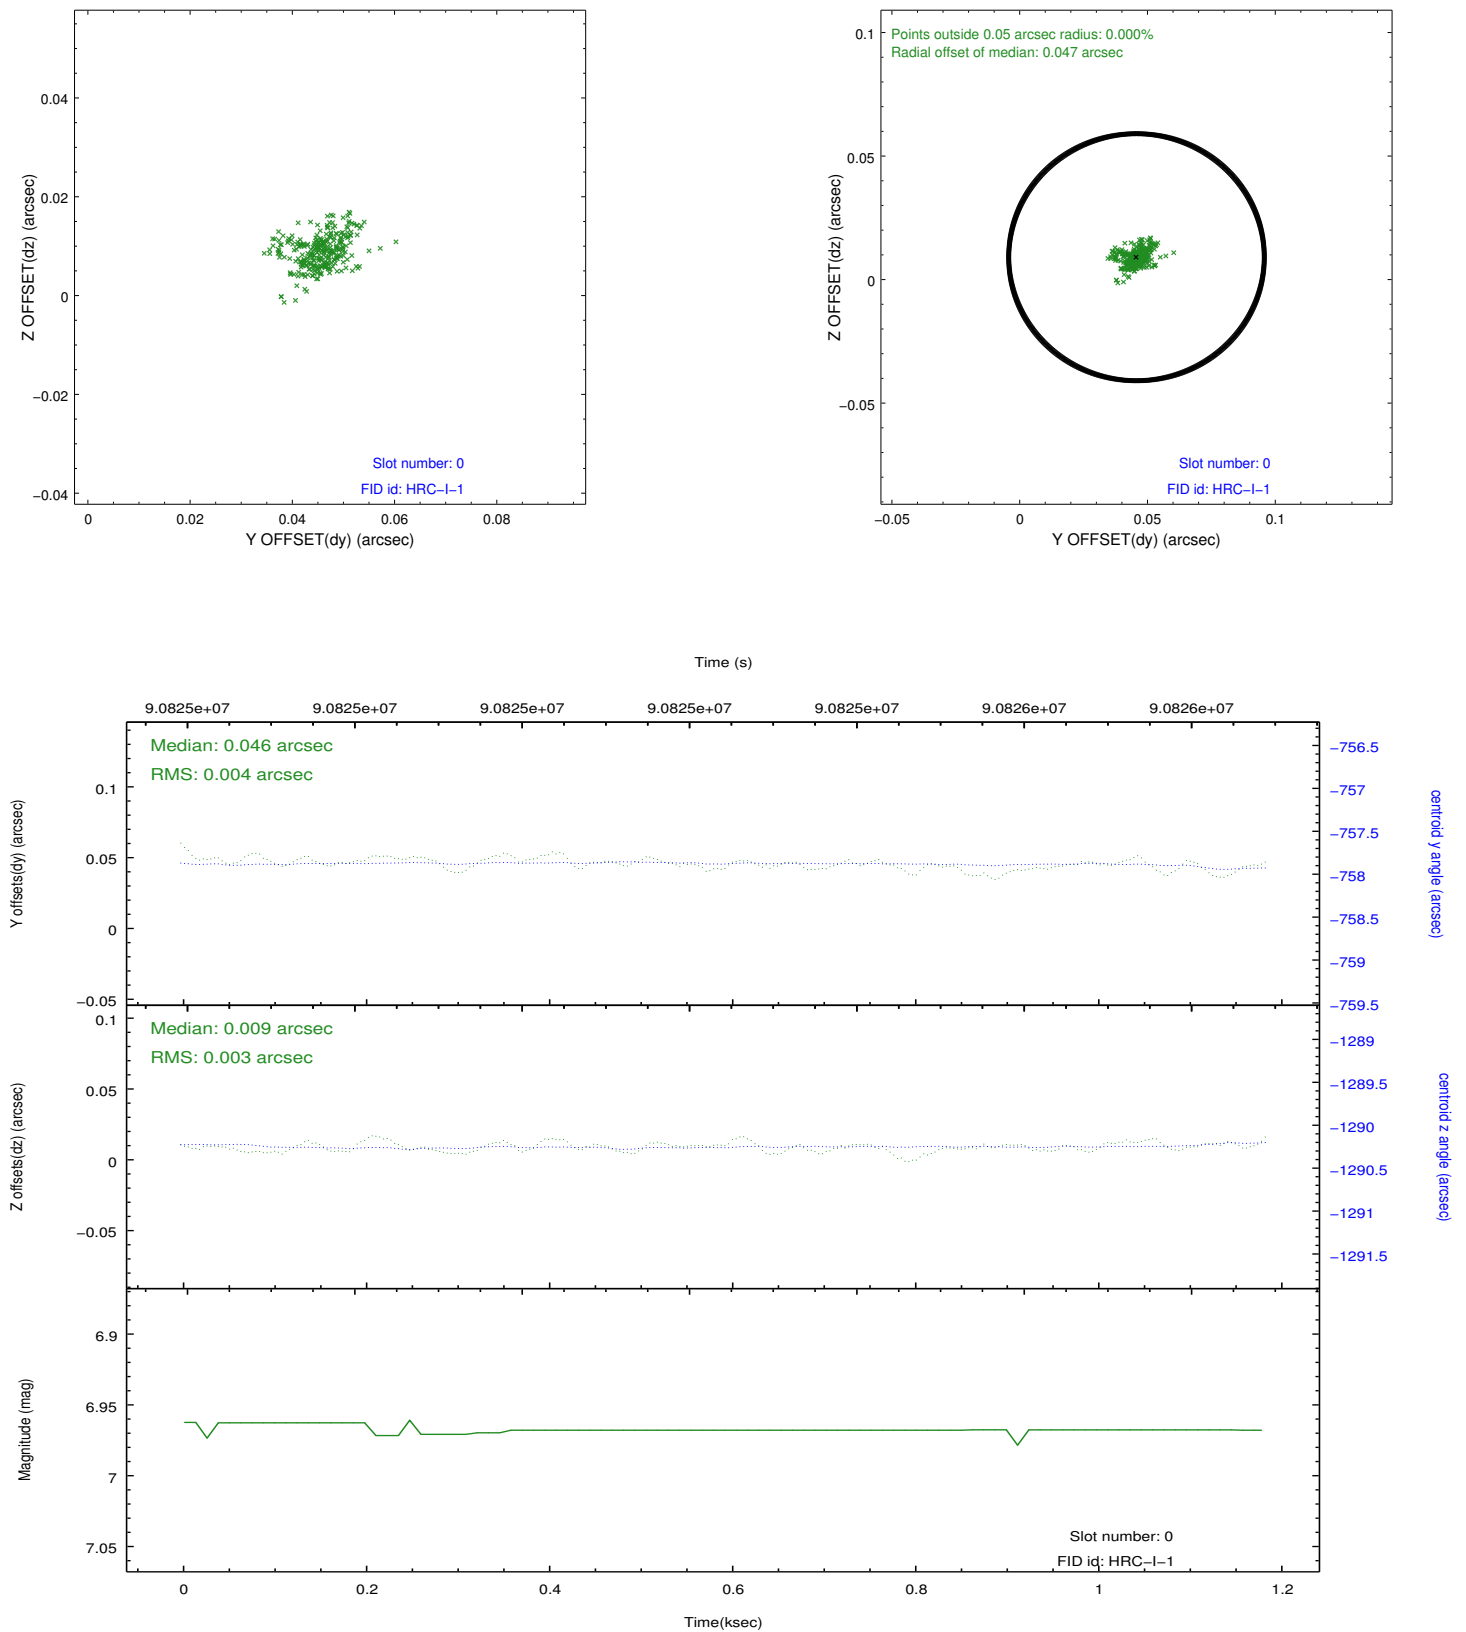 0.04
0.02
0
−0.02
−0.04
Z OFFSET(dz) (arcsec)
Slot number: 0
FID id: HRC−I−1
0 0.02 0.04 0.06 0.08
Y OFFSET(dy) (arcsec)
Points outside 0.05 arcsec radius: 0.000%
Radial offset of median: 0.047 arcsec
0.1
0.05
0
−0.05
Z OFFSET(dz) (arcsec)
Slot number: 0
FID id: HRC−I−1
−0.05 0 0.05 0.1
Y OFFSET(dy) (arcsec)
Time (s)
9.0825e+07 9.0825e+07 9.0825e+07 9.0825e+07 9.0825e+07 9.0826e+07 9.0826e+07
Median: 0.046 arcsec
RMS: 0.004 arcsec
0.1
0.05
0
−0.05
Y offsets(dy) (arcsec)
−756.5
−757
−757.5
−758
−758.5
−759
−759.5
centroid y angle (arcsec)
Median: 0.009 arcsec
RMS: 0.003 arcsec
0.1
0.05
0
−0.05
Z offsets(dz) (arcsec)
−1289
−1289.5
−1290
−1290.5
−1291
−1291.5
centroid z angle (arcsec)
6.9
6.95
7
7.05
Magnitude (mag)
Slot number: 0
FID id: HRC−I−1
0 0.2 0.4 0.6 0.8 1 1.2
Time(ksec)